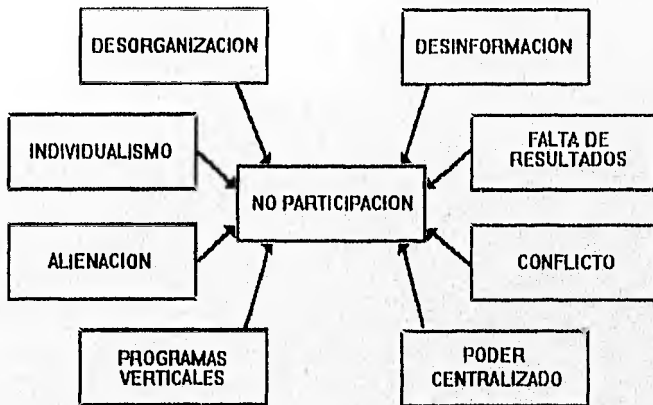 DESORGANIZACION
DESINFORMACION
INDIVIDUALISMO
FALTA DE
RESULTADOS
NO PARTICIPACION
ALIENACION
CONFLICTO
PROGRAMAS
VERTICALES
PODER
CENTRALIZADO